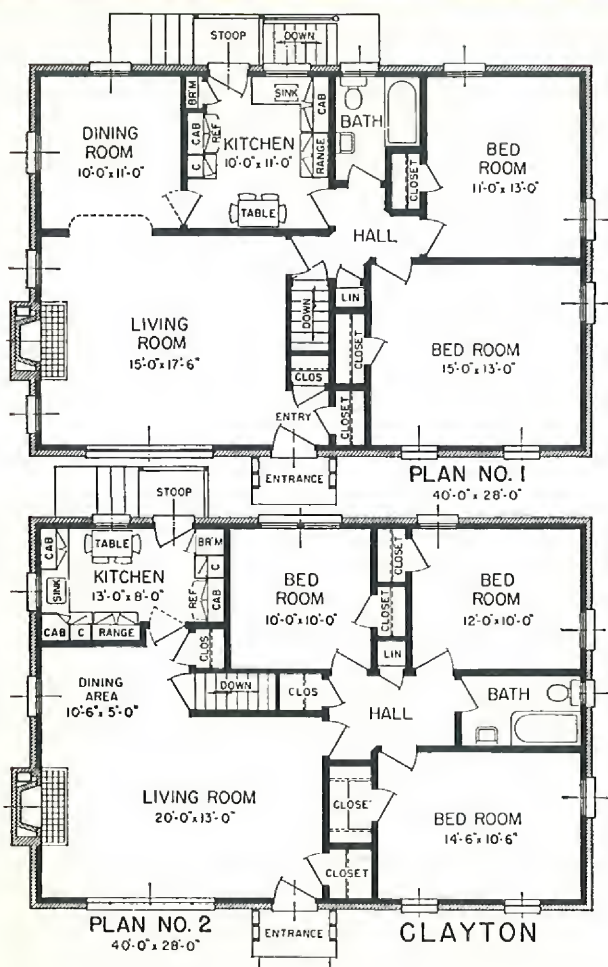 STOOP
DOWN
BR'M
SINK
CAB
DINING
ROOM
10'-0" x 11'-0"
CAB
REF
C
KITCHEN
10'-0" x 11'-0"
RANGE
TABLE
BATH
CLOSET
BED
ROOM
11'-0" x 13'-0"
HALL
LIVING
ROOM
15'-0" x 17'-6"
DOWN
LIN
CLOSET
BED ROOM
15'-0" x 13'-0"
CLOS
ENTRY
CLOSET
ENTRANCE
PLAN NO. 1
40'-0" x 28'-0"
STOOP
CAB
TABLE
BR'M
C
KITCHEN
13'-0" x 8'-0"
SINK
REF
CAB
CAB
C
RANGE
BED
ROOM
10'-0" x 10'-0"
CLOSET
CLOSET
BED
ROOM
12'-0" x 10'-0"
CLOS
LIN
DINING
AREA
10'-6" x 5'-0"
DOWN
CLOS
HALL
BATH
LIVING ROOM
20'-0" x 13'-0"
CLOSET
BED ROOM
14'-6" x 10'-6"
CLOSET
PLAN NO. 2
40'-0" x 28'-0"
ENTRANCE
CLAYTON